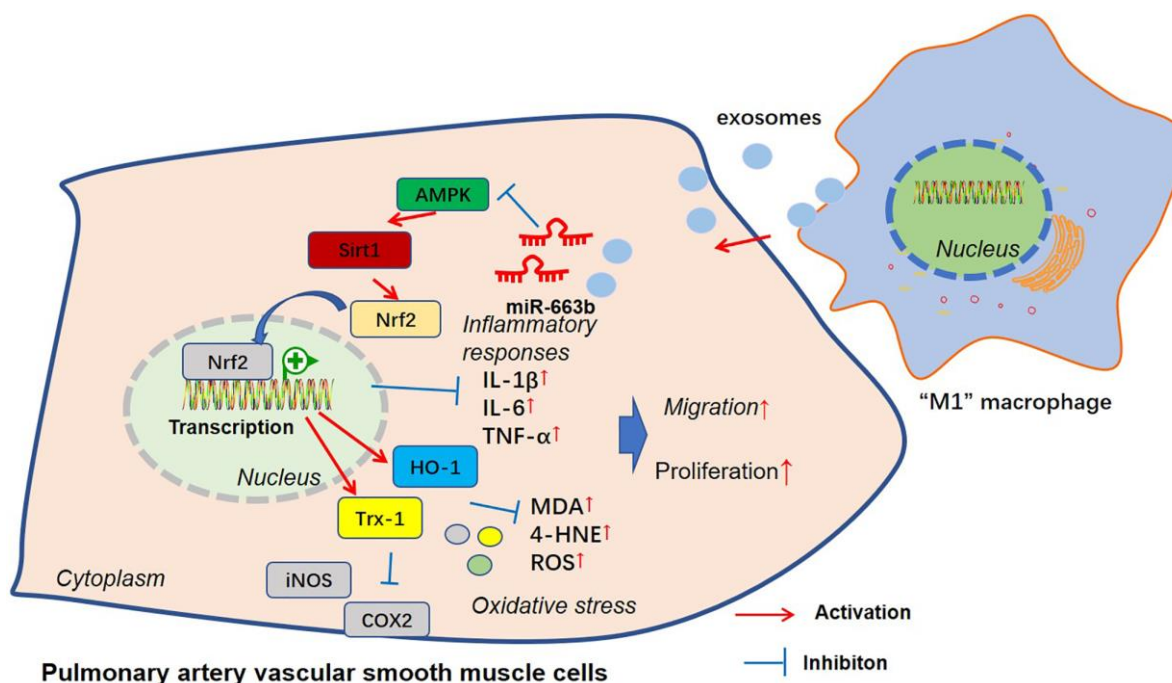 exosomes
AMPK
Sirt1
Nrf2
miR-663b
Inflammatory
responses
IL-1β↑
IL-6↑
TNF-α↑
Nrf2
Transcription
Nucleus
HO-1
Trx-1
MDA↑
4-HNE↑
ROS↑
Oxidative stress
iNOS
COX2
Cytoplasm
Migration↑
Proliferation↑
Nucleus
“M1” macrophage
Activation
Inhibiton
Pulmonary artery vascular smooth muscle cells